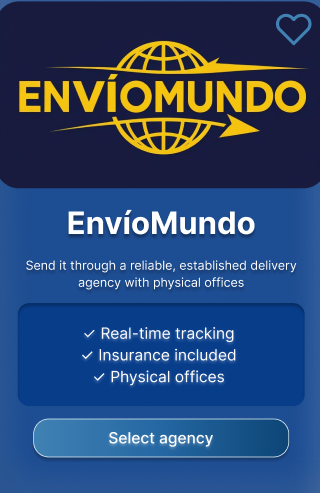 ENVÍOMUNDO
EnvíoMundo
Send it through a reliable, established delivery
agency with physical offices
✓ Real-time tracking
✓ Insurance included
✓ Physical offices
Select agency